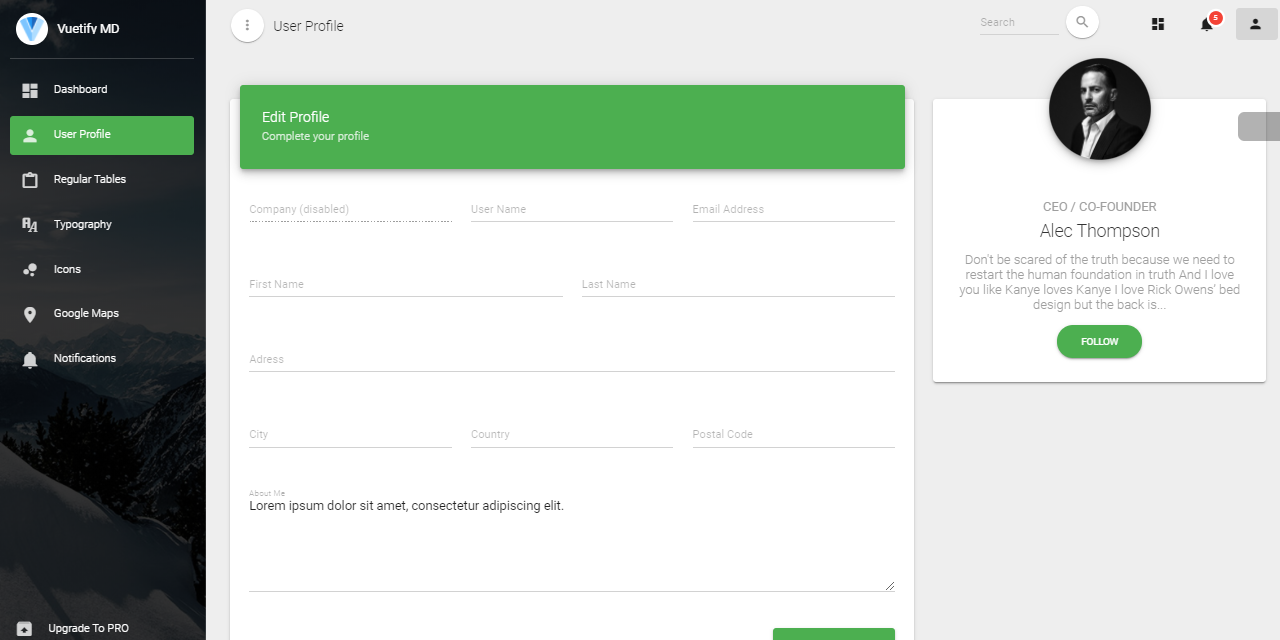 Vuetify MD
Dashboard
User Profile
Regular Tables
Typography
Icons
Google Maps
Notifications
Upgrade To PRO
User Profile
Search
5
Edit Profile
Complete your profile
Company (disabled)
User Name
Email Address
First Name
Last Name
Adress
City
Country
Postal Code
About Me
Lorem ipsum dolor sit amet, consectetur adipiscing elit.
CEO / CO-FOUNDER
Alec Thompson
Don't be scared of the truth because we need to
restart the human foundation in truth And I love
you like Kanye loves Kanye I love Rick Owens' bed
design but the back is...
FOLLOW